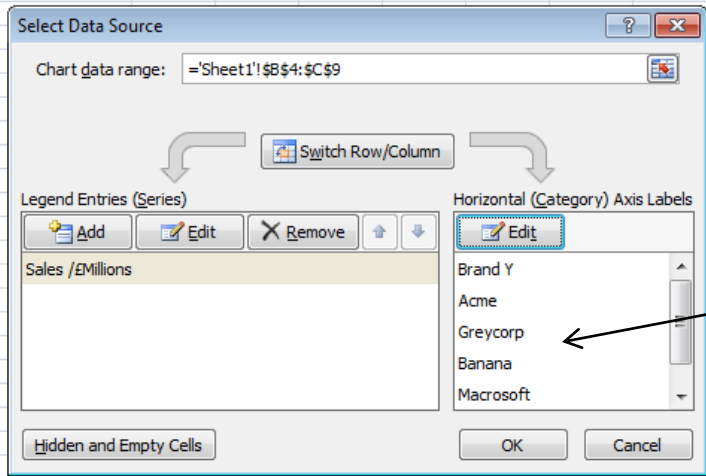 Select Data Source
Chart data range:
='Sheet1'!$B$4:$C$9
Switch Row/Column
Legend Entries (Series)
Horizontal (Category) Axis Labels
Add
Edit
Remove
Edit
Sales /£Millions
Brand Y
Acme
Greycorp
Banana
Macrosoft
Hidden and Empty Cells
OK
Cancel